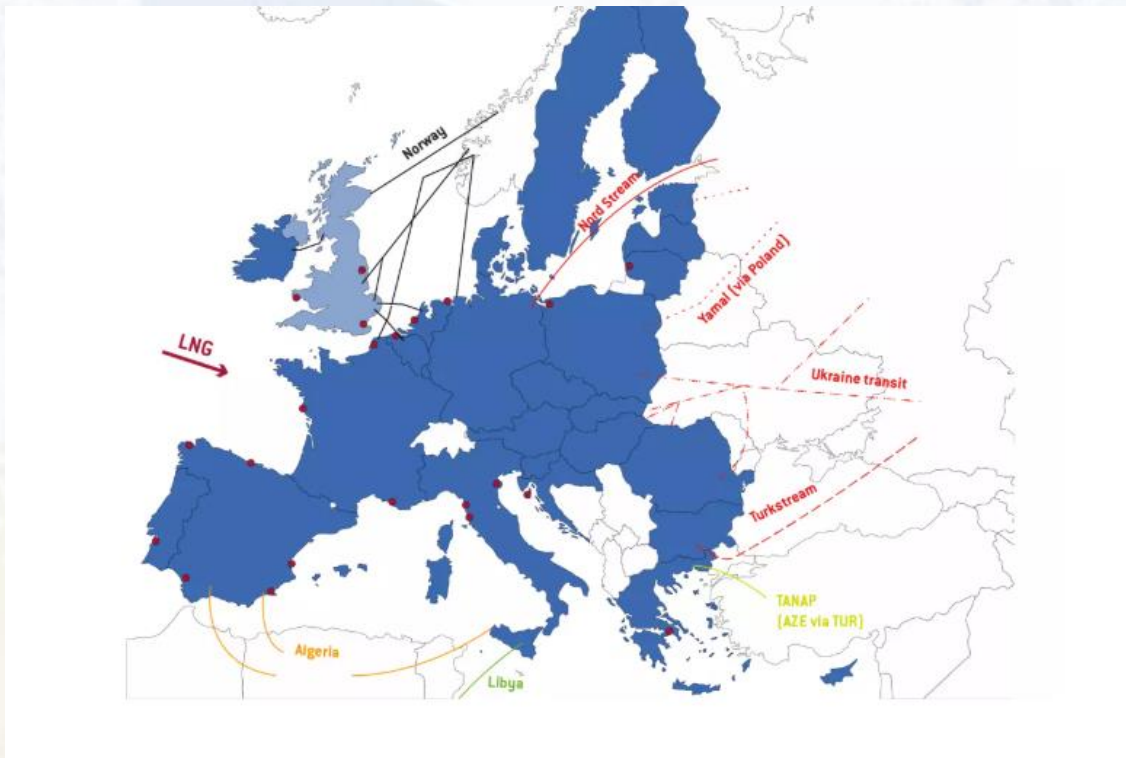 Norway
Nord Stream
Yamal (via Poland)
LNG
Ukraine transit
Turkstream
TANAP
(AZE via TUR)
Algeria
Libya